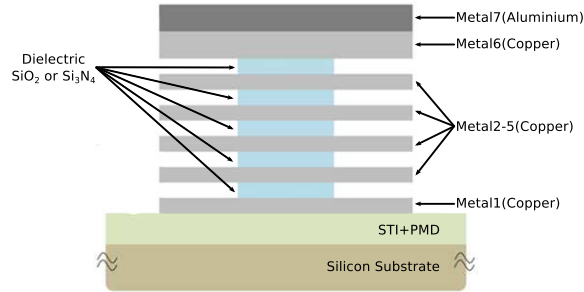 Metal7(Aluminium)
Metal6(Copper)
Dielectric
SiO₂ or Si₃N₄
Metal2-5(Copper)
Metal1(Copper)
STI+PMD
Silicon Substrate